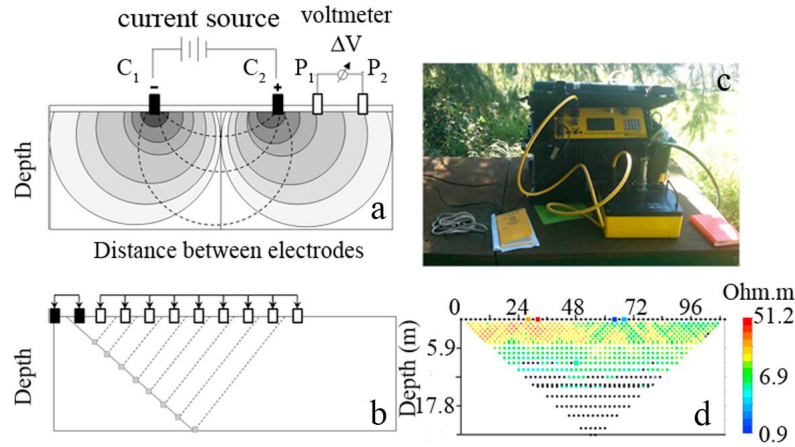 current source
voltmeter
ΔV
C1
C2
P1
P2
−
+
Depth
a
Distance between electrodes
c
Depth
b
0 24 48 72 96
Ohm.m
51.2
6.9
0.9
Depth (m)
5.9
17.8
d